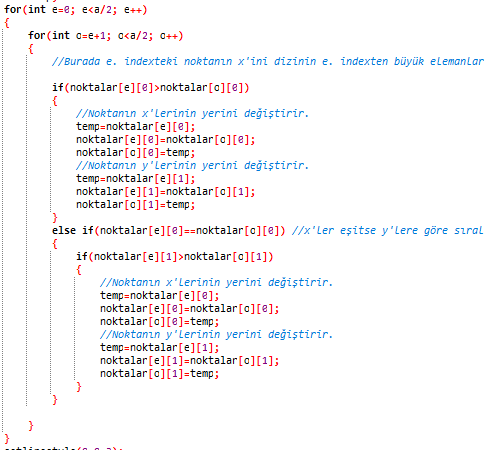 for(int e=0; e<a/2; e++)
{
for(int o=e+1; o<a/2; o++)
{
//Burada e. indexteki noktanın x'ini dizinin e. indexten büyük elemanlar
if(noktalar[e][0]>noktalar[o][0])
{
//Noktanın x'lerinin yerini değiştirir.
temp=noktalar[e][0];
noktalar[e][0]=noktalar[o][0];
noktalar[o][0]=temp;
//Noktanın y'lerinin yerini değiştirir.
temp=noktalar[e][1];
noktalar[e][1]=noktalar[o][1];
noktalar[o][1]=temp;
}
else if(noktalar[e][0]==noktalar[o][0]) //x'ler eşitse y'lere göre sıral
{
if(noktalar[e][1]>noktalar[o][1])
{
//Noktanın x'lerinin yerini değiştirir.
temp=noktalar[e][0];
noktalar[e][0]=noktalar[o][0];
noktalar[o][0]=temp;
//Noktanın y'lerinin yerini değiştirir.
temp=noktalar[e][1];
noktalar[e][1]=noktalar[o][1];
noktalar[o][1]=temp;
}
}
}
}